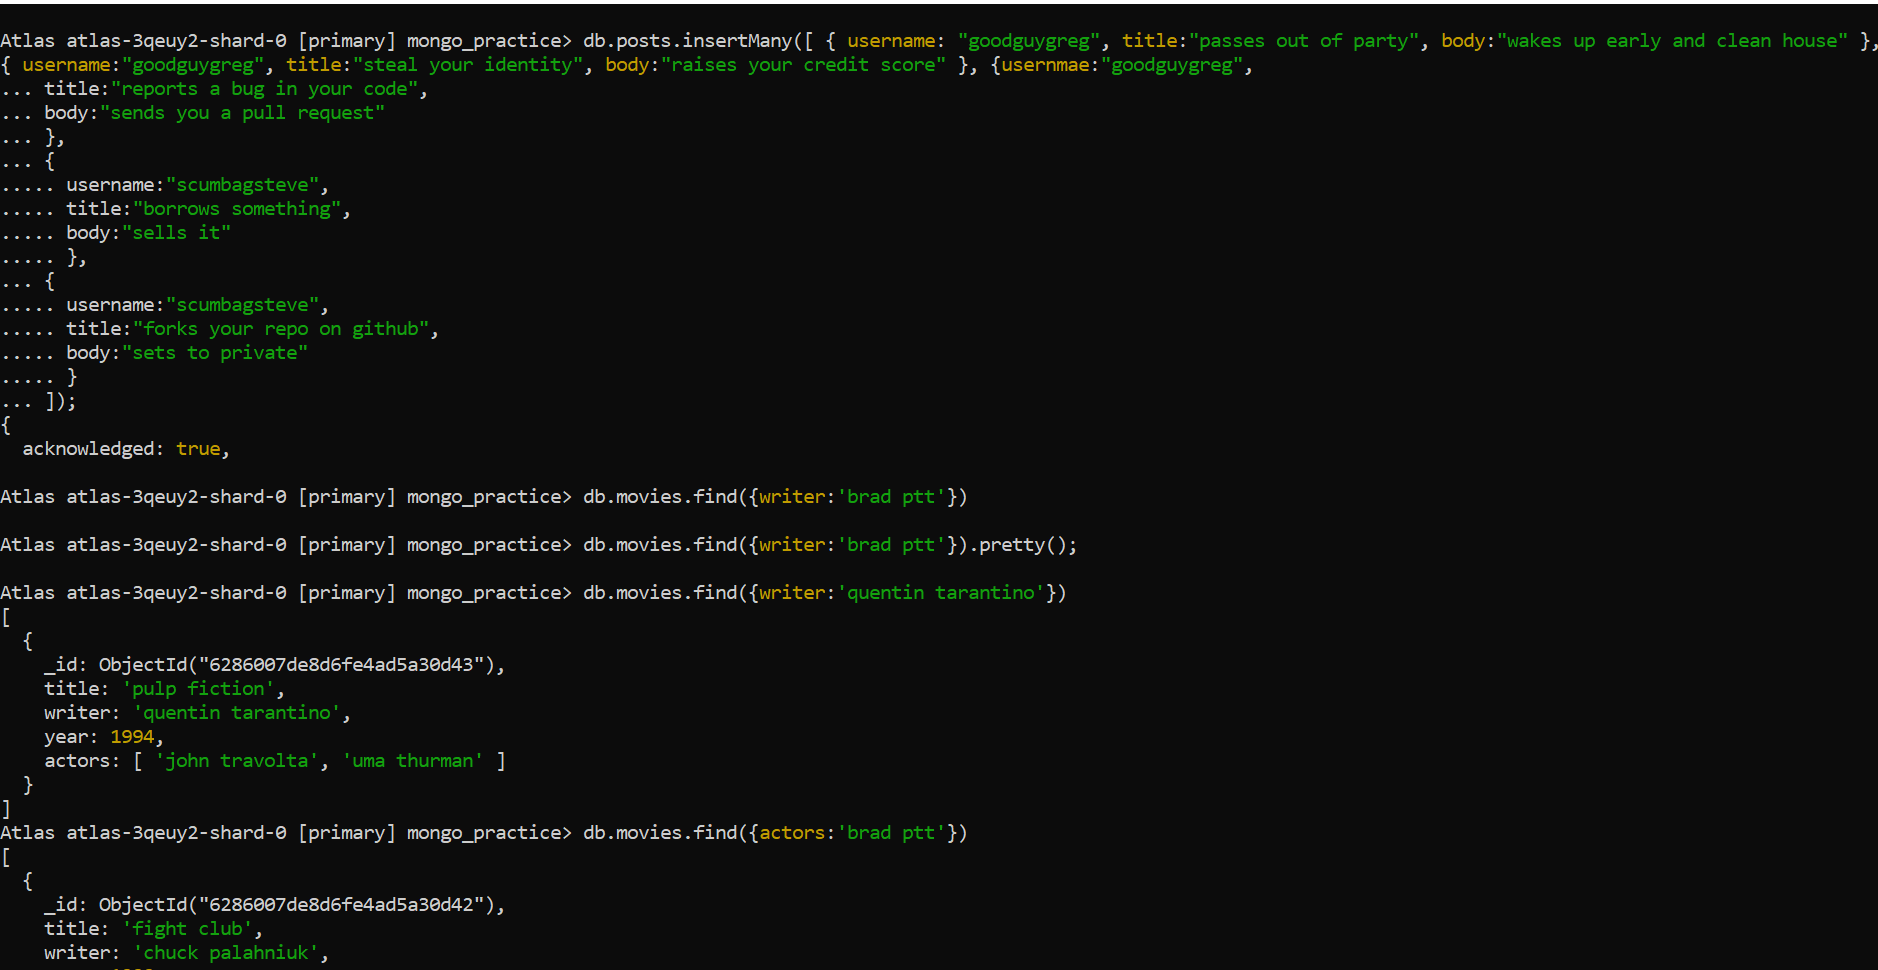 Atlas atlas-3qeuy2-shard-0 [primary] mongo_practice> db.posts.insertMany([ { username: "goodguygreg", title:"passes out of party", body:"wakes up early and clean house" },
{ username:"goodguygreg", title:"steal your identity", body:"raises your credit score" }, {usernmae:"goodguygreg",
... title:"reports a bug in your code",
... body:"sends you a pull request"
... },
... {
..... username:"scumbagsteve",
..... title:"borrows something",
..... body:"sells it"
..... },
... {
..... username:"scumbagsteve",
..... title:"forks your repo on github",
..... body:"sets to private"
..... }
... ]);
{
  acknowledged: true,
Atlas atlas-3qeuy2-shard-0 [primary] mongo_practice> db.movies.find({writer:'brad ptt'})
Atlas atlas-3qeuy2-shard-0 [primary] mongo_practice> db.movies.find({writer:'brad ptt'}).pretty();
Atlas atlas-3qeuy2-shard-0 [primary] mongo_practice> db.movies.find({writer:'quentin tarantino'})
[
  {
    _id: ObjectId("6286007de8d6fe4ad5a30d43"),
    title: 'pulp fiction',
    writer: 'quentin tarantino',
    year: 1994,
    actors: [ 'john travolta', 'uma thurman' ]
  }
]
Atlas atlas-3qeuy2-shard-0 [primary] mongo_practice> db.movies.find({actors:'brad ptt'})
[
  {
    _id: ObjectId("6286007de8d6fe4ad5a30d42"),
    title: 'fight club',
    writer: 'chuck palahniuk',